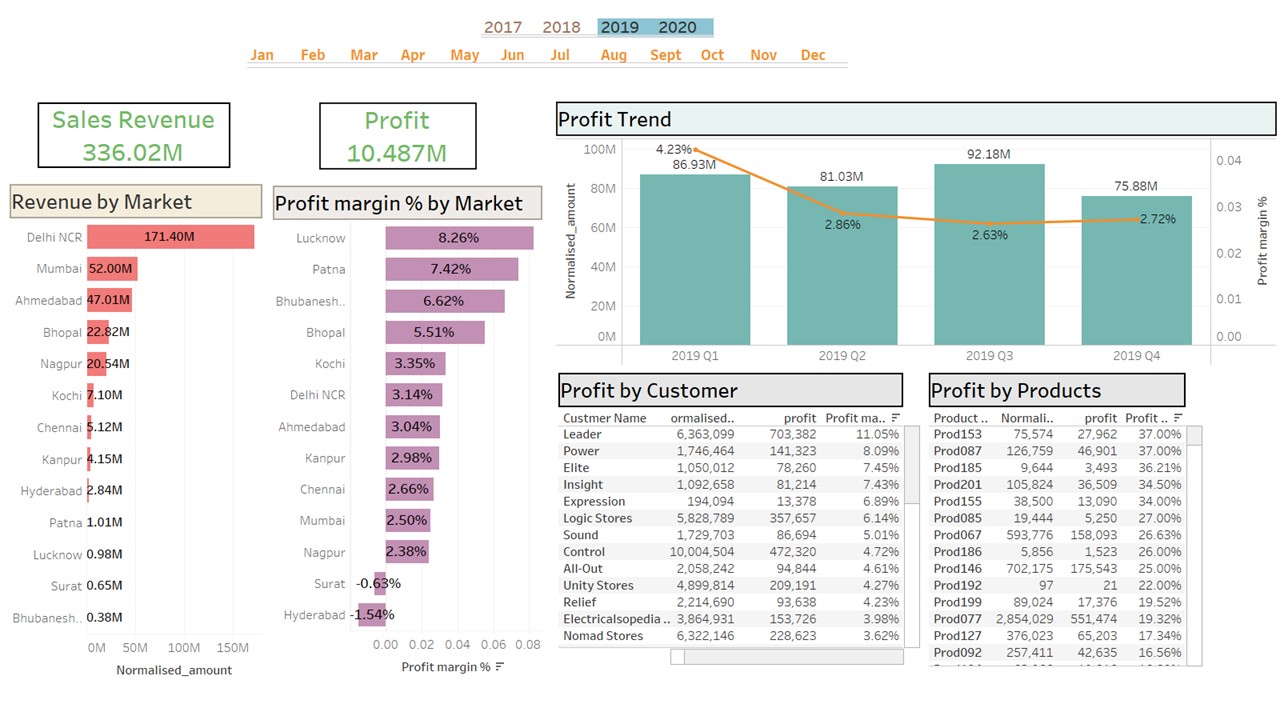 2017 2018 2019 2020
Jan Feb Mar Apr May Jun Jul Aug Sept Oct Nov Dec
Sales Revenue
336.02M
Profit
10.487M
Revenue by Market
Delhi NCR 171.40M
Mumbai 52.00M
Ahmedabad 47.01M
Bhopal 22.82M
Nagpur 20.54M
Kochi 7.10M
Chennai 5.12M
Kanpur 4.15M
Hyderabad 2.84M
Patna 1.01M
Lucknow 0.98M
Surat 0.65M
Bhubanesh.. 0.38M
0M 50M 100M 150M
Normalised_amount
Profit margin % by Market
Lucknow 8.26%
Patna 7.42%
Bhubanesh.. 6.62%
Bhopal 5.51%
Kochi 3.35%
Delhi NCR 3.14%
Ahmedabad 3.04%
Kanpur 2.98%
Chennai 2.66%
Mumbai 2.50%
Nagpur 2.38%
Surat -0.63%
Hyderabad -1.54%
0.00 0.02 0.04 0.06 0.08
Profit margin %
Profit Trend
Normalised_amount
100M
80M
60M
40M
20M
0M
4.23%
86.93M
81.03M
2.86%
92.18M
2.63%
75.88M
2.72%
2019 Q1 2019 Q2 2019 Q3 2019 Q4
0.04
0.03
0.02
0.01
0.00
Profit margin %
Profit by Customer
Custmer Name ormalised.. profit Profit ma..
Leader 6,363,099 703,382 11.05%
Power 1,746,464 141,323 8.09%
Elite 1,050,012 78,260 7.45%
Insight 1,092,658 81,214 7.43%
Expression 194,094 13,378 6.89%
Logic Stores 5,828,789 357,657 6.14%
Sound 1,729,703 86,694 5.01%
Control 10,004,504 472,320 4.72%
All-Out 2,058,242 94,844 4.61%
Unity Stores 4,899,814 209,191 4.27%
Relief 2,214,690 93,638 4.23%
Electricalsopedia .. 3,864,931 153,726 3.98%
Nomad Stores 6,322,146 228,623 3.62%
Profit by Products
Product .. Normali.. profit Profit ..
Prod153 75,574 27,962 37.00%
Prod087 126,759 46,901 37.00%
Prod185 9,644 3,493 36.21%
Prod201 105,824 36,509 34.50%
Prod155 38,500 13,090 34.00%
Prod085 19,444 5,250 27.00%
Prod067 593,776 158,093 26.63%
Prod186 5,856 1,523 26.00%
Prod146 702,175 175,543 25.00%
Prod192 97 21 22.00%
Prod199 89,024 17,376 19.52%
Prod077 2,854,029 551,474 19.32%
Prod127 376,023 65,203 17.34%
Prod092 257,411 42,635 16.56%